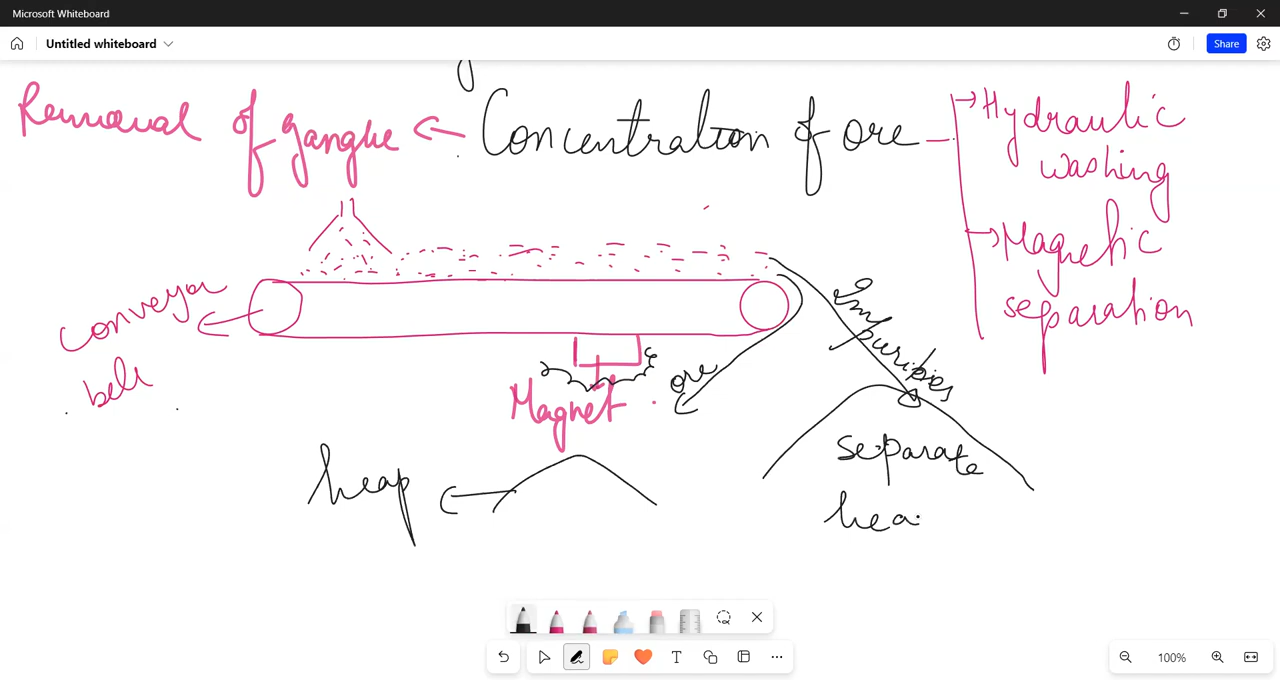 Microsoft Whiteboard
Untitled whiteboard
Share
Removal of gangue ← Concentration of ore
→ Hydraulic
washing
→ Magnetic
separation
conveyor
belt
Magnet
ore
Impurities
heap
separate
hea
100%